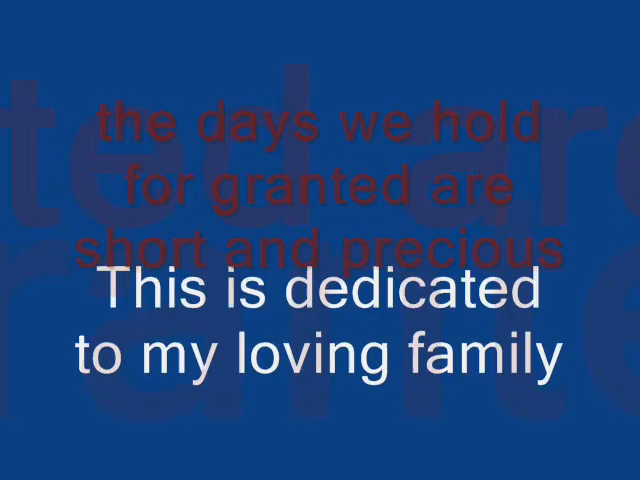 the days we hold
for granted are
short and precious
This is dedicated
to my loving family